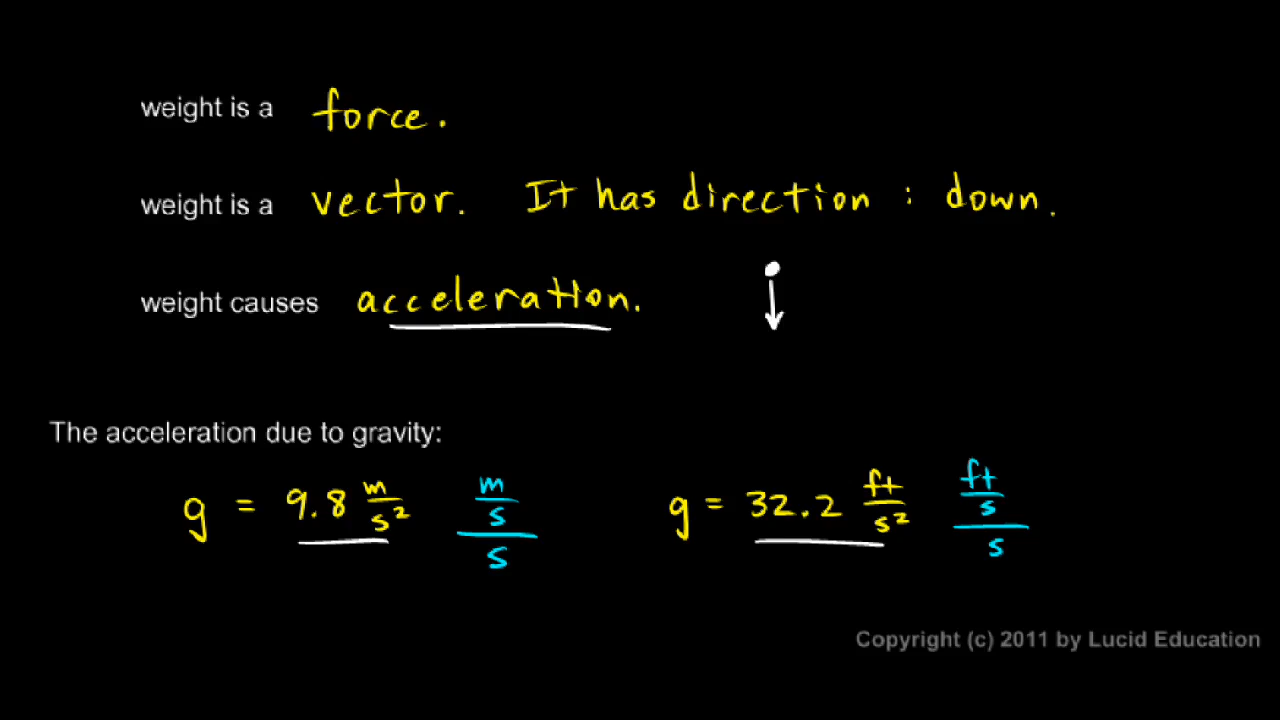 weight is a force.
weight is a vector. It has direction : down.
weight causes acceleration.
The acceleration due to gravity:
g = 9.8 m/s² m/s/s g = 32.2 ft/s² ft/s/s
Copyright (c) 2011 by Lucid Education